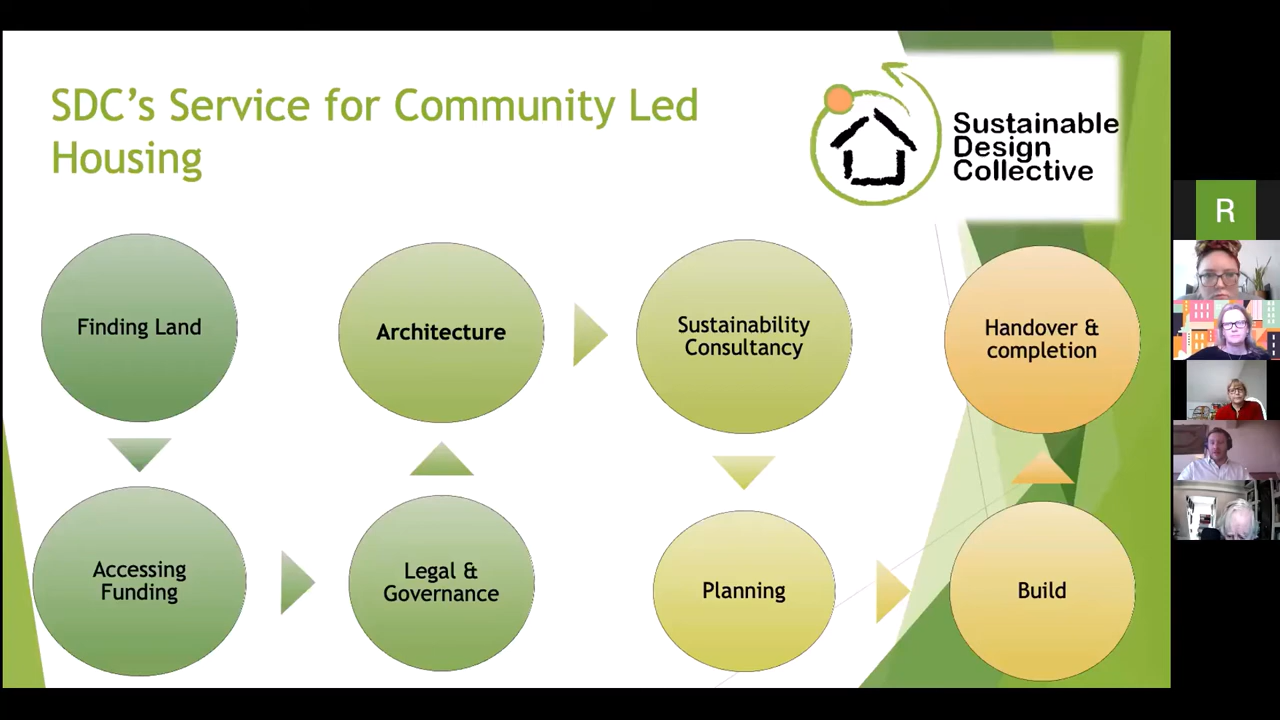 SDC's Service for Community Led
Housing
Sustainable
Design
Collective
Finding Land
Architecture
Sustainability
Consultancy
Handover &
completion
Accessing
Funding
Legal &
Governance
Planning
Build
R